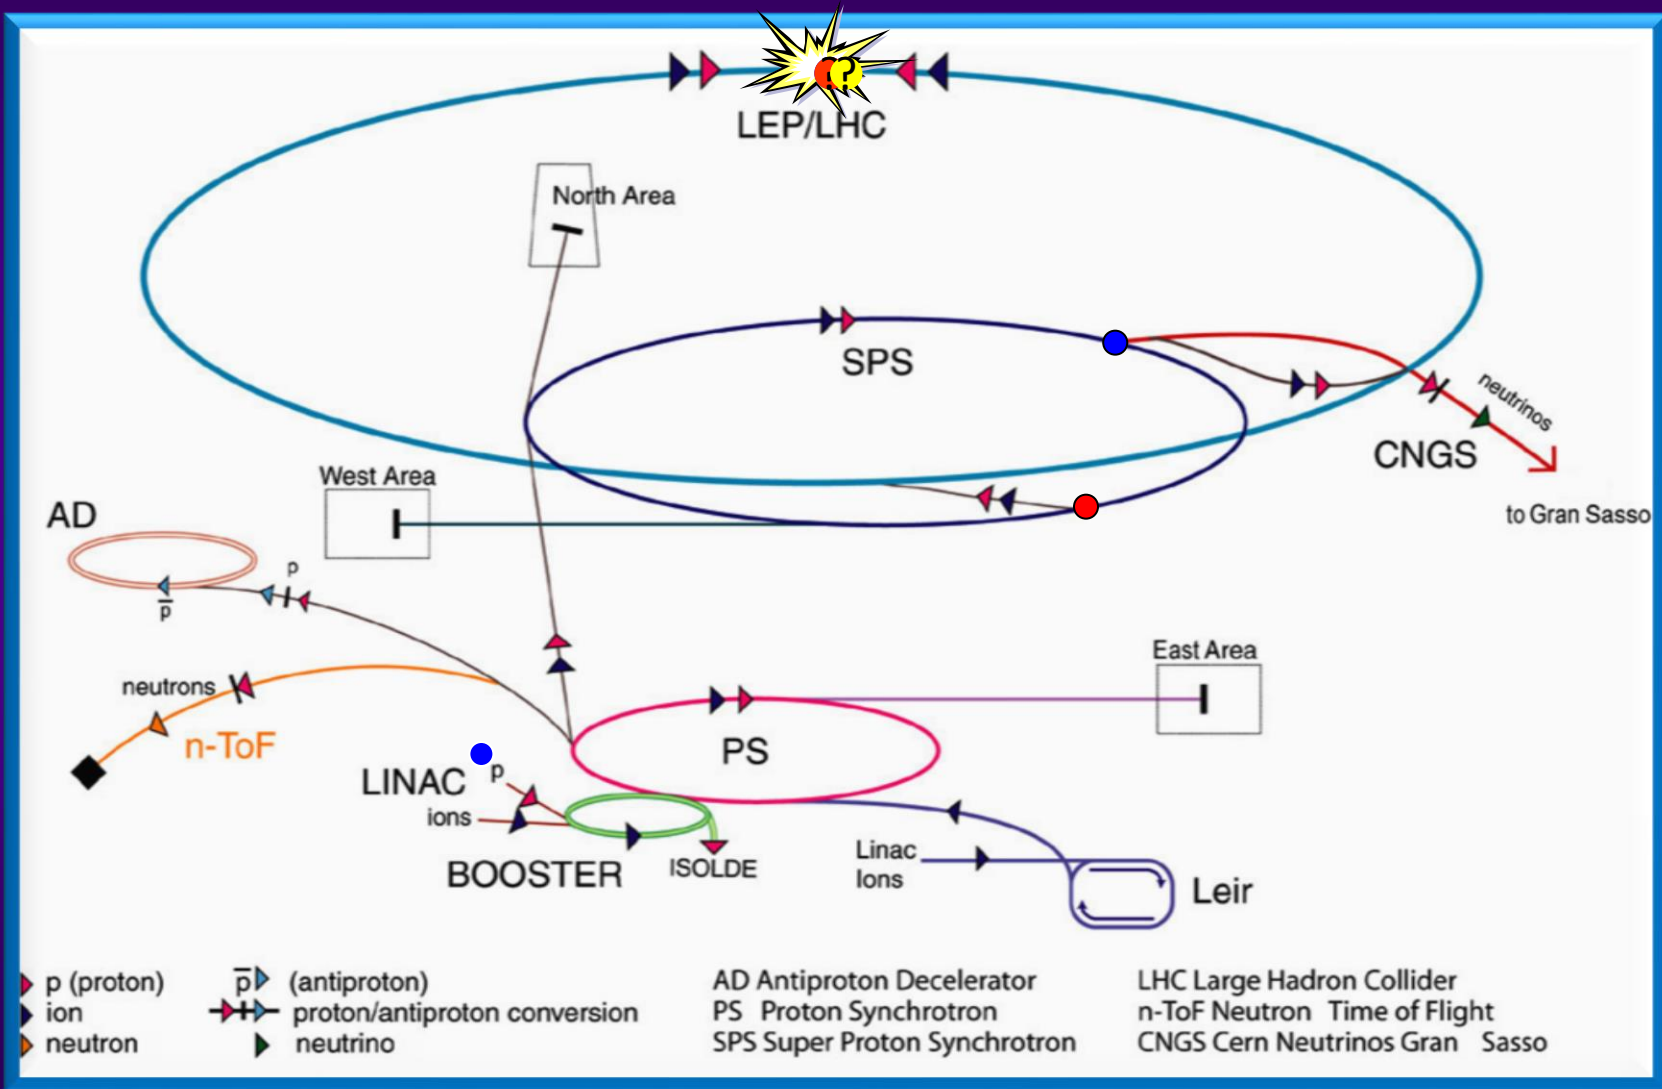 ??
LEP/LHC
North Area
SPS
neutrinos
CNGS
West Area
to Gran Sasso
AD
p
p̅
East Area
neutrons
n-ToF
PS
p
LINAC
ions
BOOSTER
ISOLDE
Linac
Ions
Leir
p (proton)
ion
neutron
p̅ (antiproton)
proton/antiproton conversion
neutrino
AD Antiproton Decelerator
PS Proton Synchrotron
SPS Super Proton Synchrotron
LHC Large Hadron Collider
n-ToF Neutron Time of Flight
CNGS Cern Neutrinos Gran Sasso